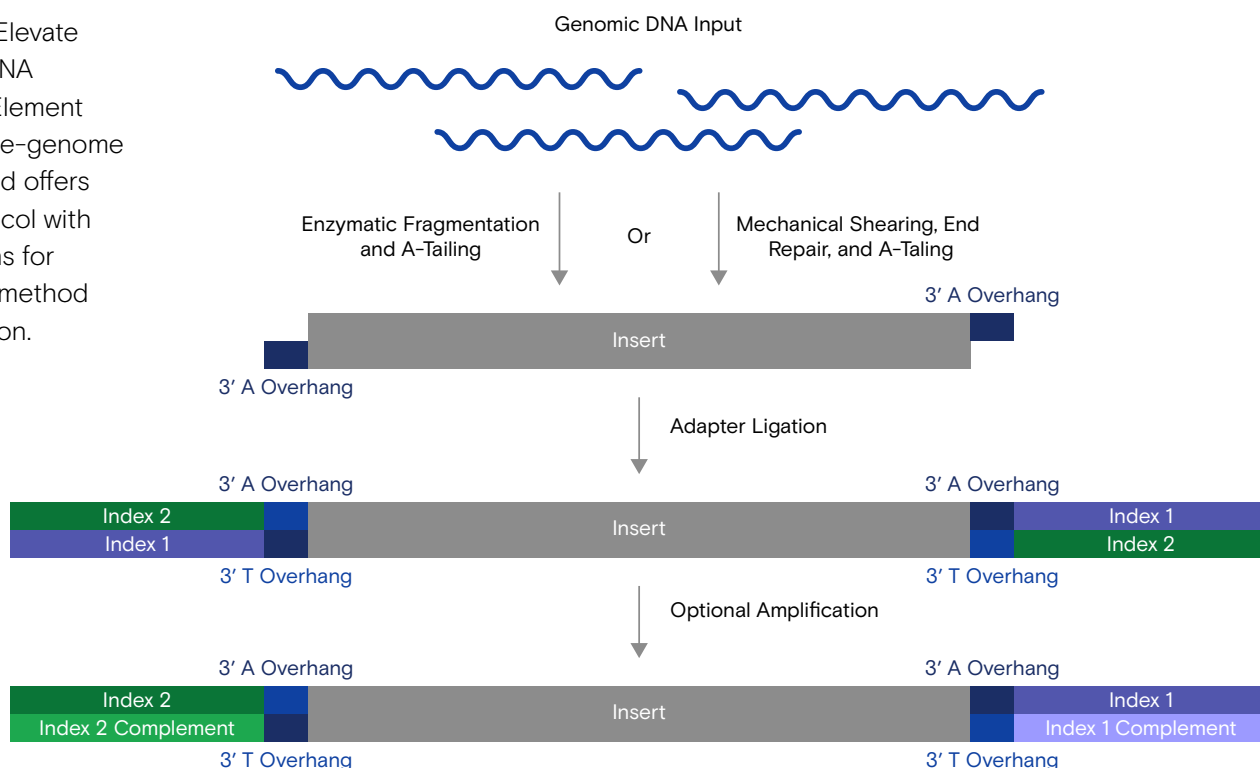 Elevate
NA
Element
e-genome
d offers
col with
s for
method
on.
Genomic DNA Input
Enzymatic Fragmentation
and A-Tailing
Or
Mechanical Shearing, End
Repair, and A-Taling
3′ A Overhang
Insert
3′ A Overhang
Adapter Ligation
3′ A Overhang
3′ A Overhang
Index 2
Index 1
Insert
Index 1
Index 2
3′ T Overhang
3′ T Overhang
Optional Amplification
3′ A Overhang
3′ A Overhang
Index 2
Index 2 Complement
Insert
Index 1
Index 1 Complement
3′ T Overhang
3′ T Overhang